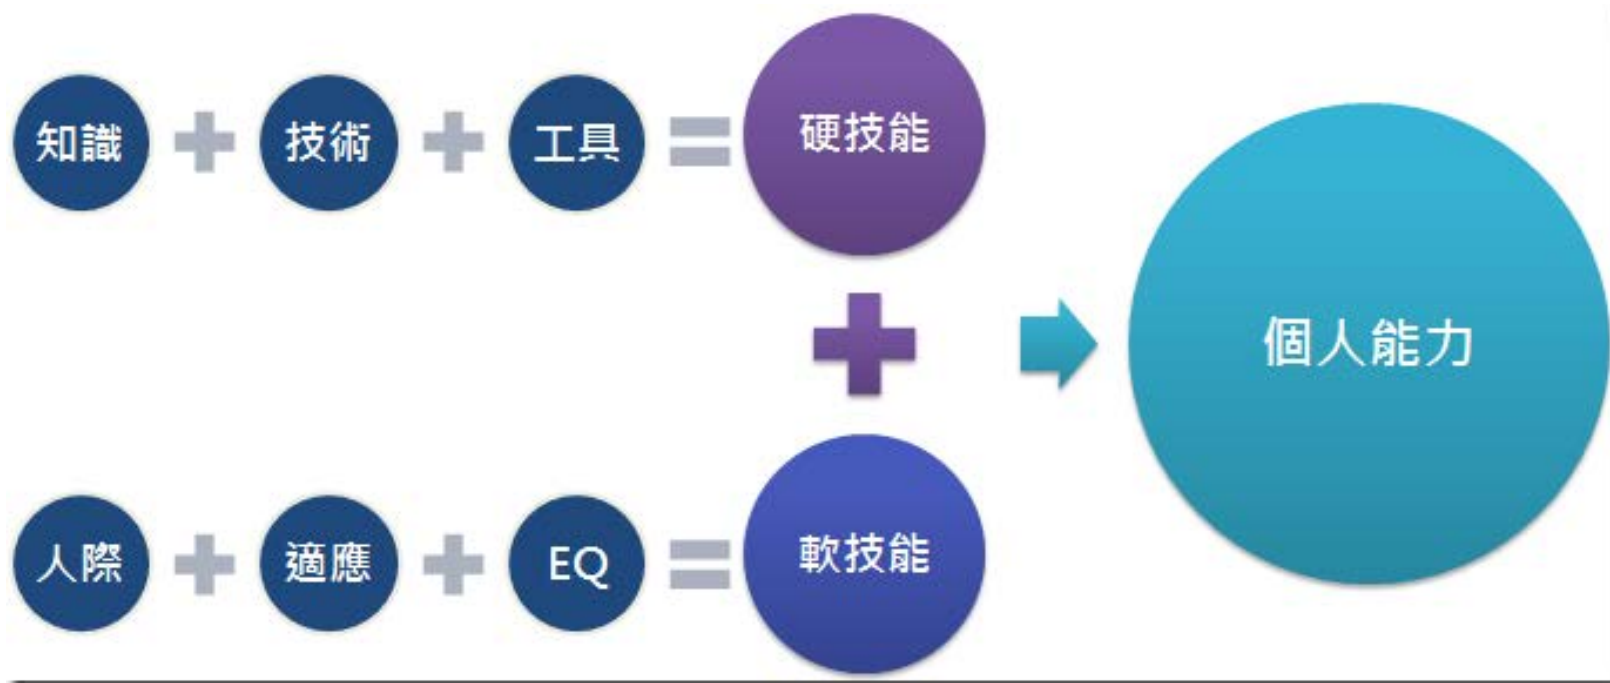 知識
技術
工具
硬技能
個人能力
人際
適應
EQ
軟技能